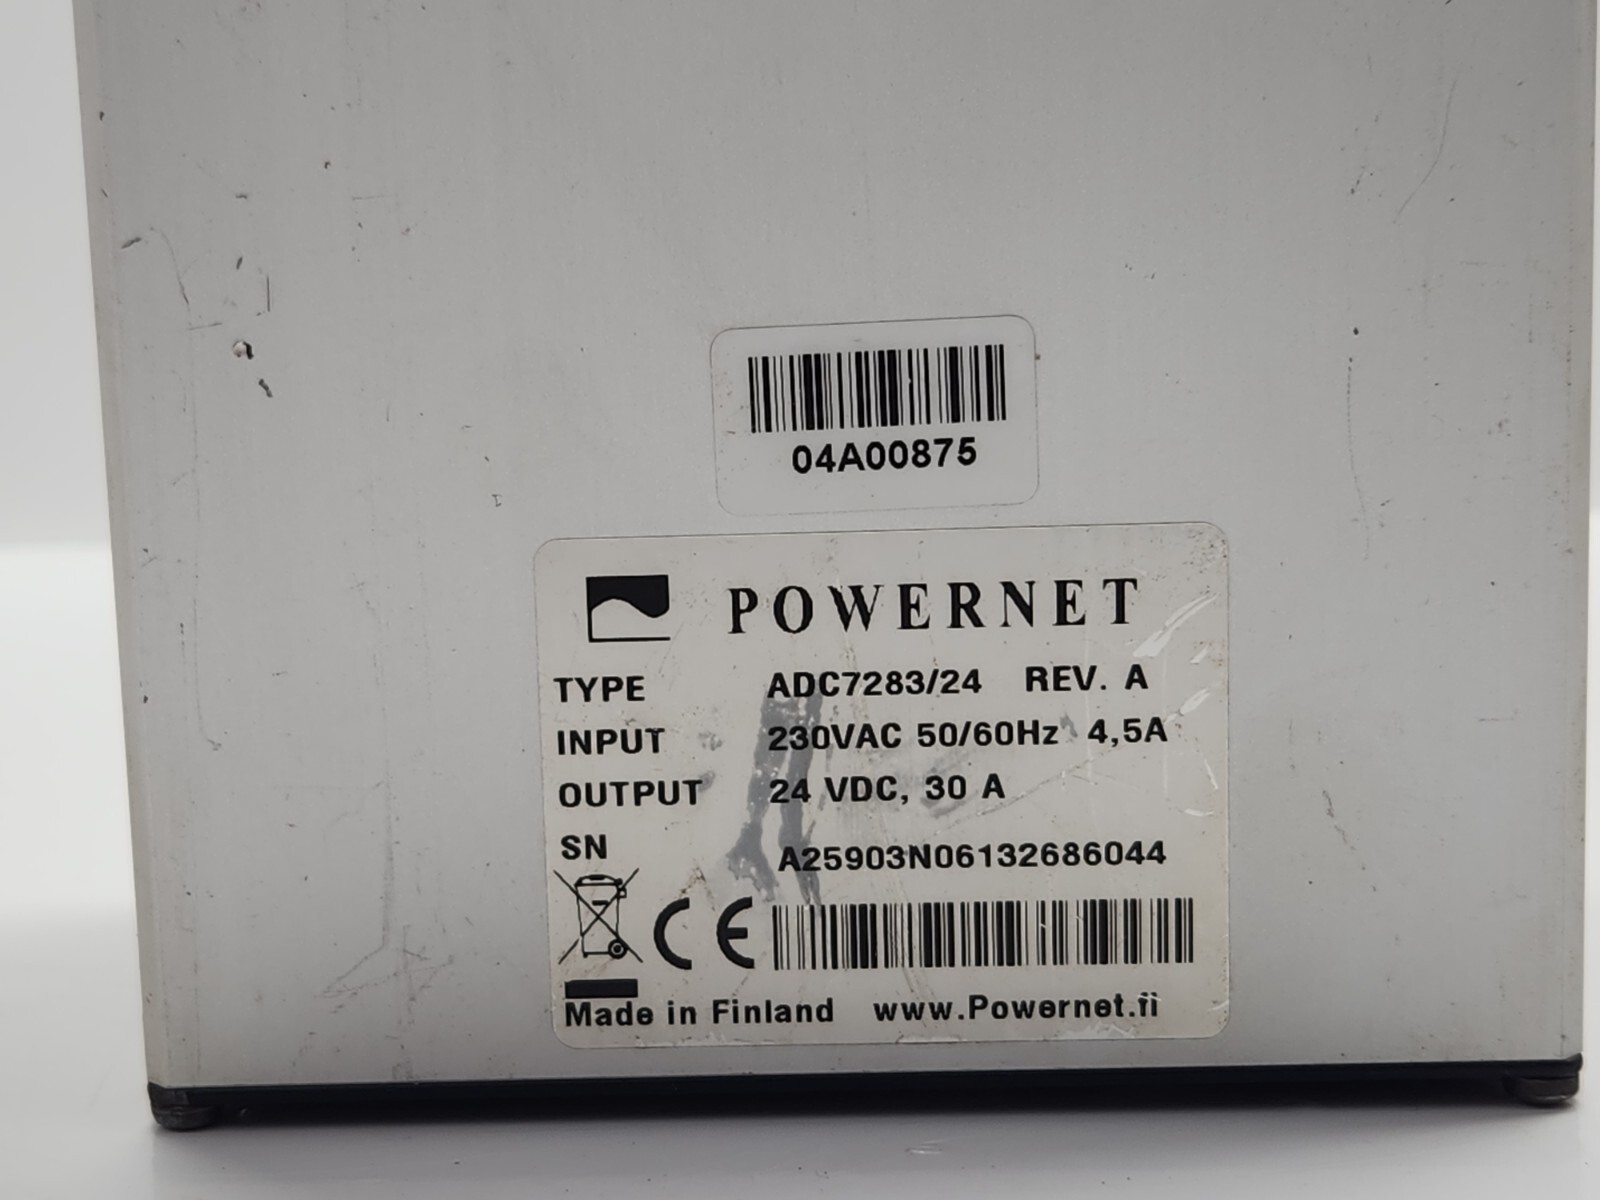 04A00875
POWERNET
TYPE ADC7283/24 REV. A
INPUT 230VAC 50/60Hz 4,5A
OUTPUT 24 VDC, 30 A
SN A25903N06132686044
CE
Made in Finland www.Powernet.fi